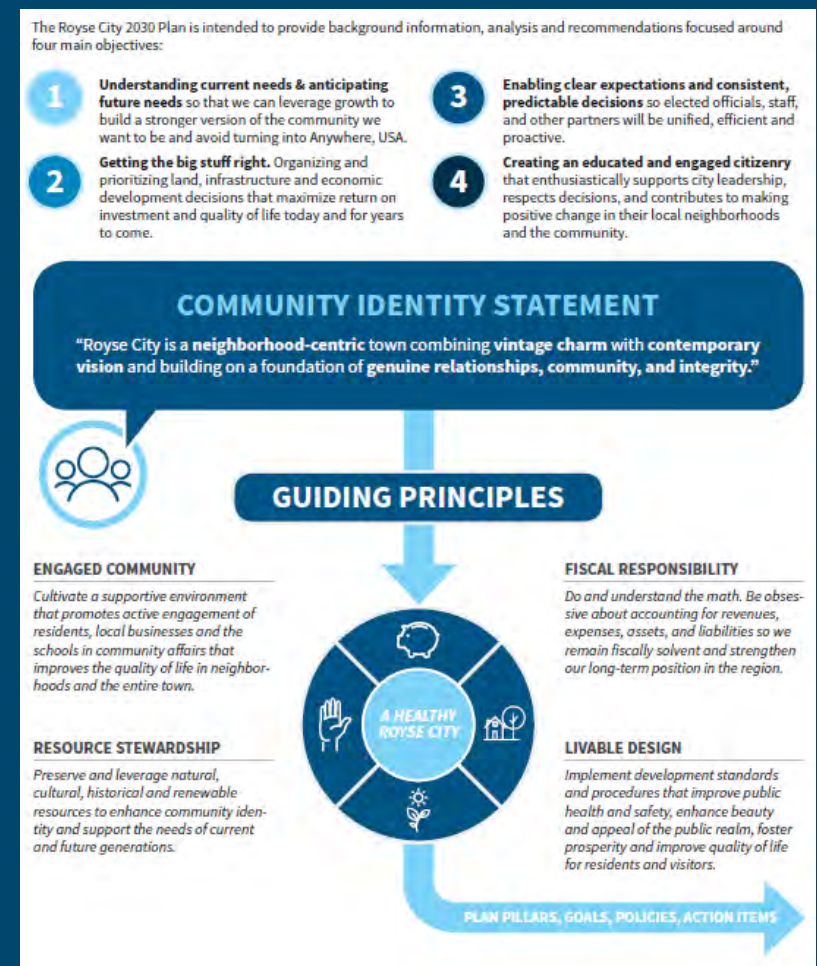 The Royse City 2030 Plan is intended to provide background information, analysis and recommendations focused around
four main objectives:
1
Understanding current needs & anticipating
future needs so that we can leverage growth to
build a stronger version of the community we
want to be and avoid turning into Anywhere, USA.
2
Getting the big stuff right. Organizing and
prioritizing land, infrastructure and economic
development decisions that maximize return on
investment and quality of life today and for years
to come.
3
Enabling clear expectations and consistent,
predictable decisions so elected officials, staff,
and other partners will be unified, efficient and
proactive.
4
Creating an educated and engaged citizenry
that enthusiastically supports city leadership,
respects decisions, and contributes to making
positive change in their local neighborhoods
and the community.
COMMUNITY IDENTITY STATEMENT
“Royse City is a neighborhood-centric town combining vintage charm with contemporary
vision and building on a foundation of genuine relationships, community, and integrity.”
GUIDING PRINCIPLES
ENGAGED COMMUNITY
Cultivate a supportive environment
that promotes active engagement of
residents, local businesses and the
schools in community affairs that
improves the quality of life in neighbor-
hoods and the entire town.
FISCAL RESPONSIBILITY
Do and understand the math. Be obses-
sive about accounting for revenues,
expenses, assets, and liabilities so we
remain fiscally solvent and strengthen
our long-term position in the region.
A HEALTHY
ROYSE CITY
RESOURCE STEWARDSHIP
Preserve and leverage natural,
cultural, historical and renewable
resources to enhance community iden-
tity and support the needs of current
and future generations.
LIVABLE DESIGN
Implement development standards
and procedures that improve public
health and safety, enhance beauty
and appeal of the public realm, foster
prosperity and improve quality of life
for residents and visitors.
PLAN PILLARS, GOALS, POLICIES, ACTION ITEMS